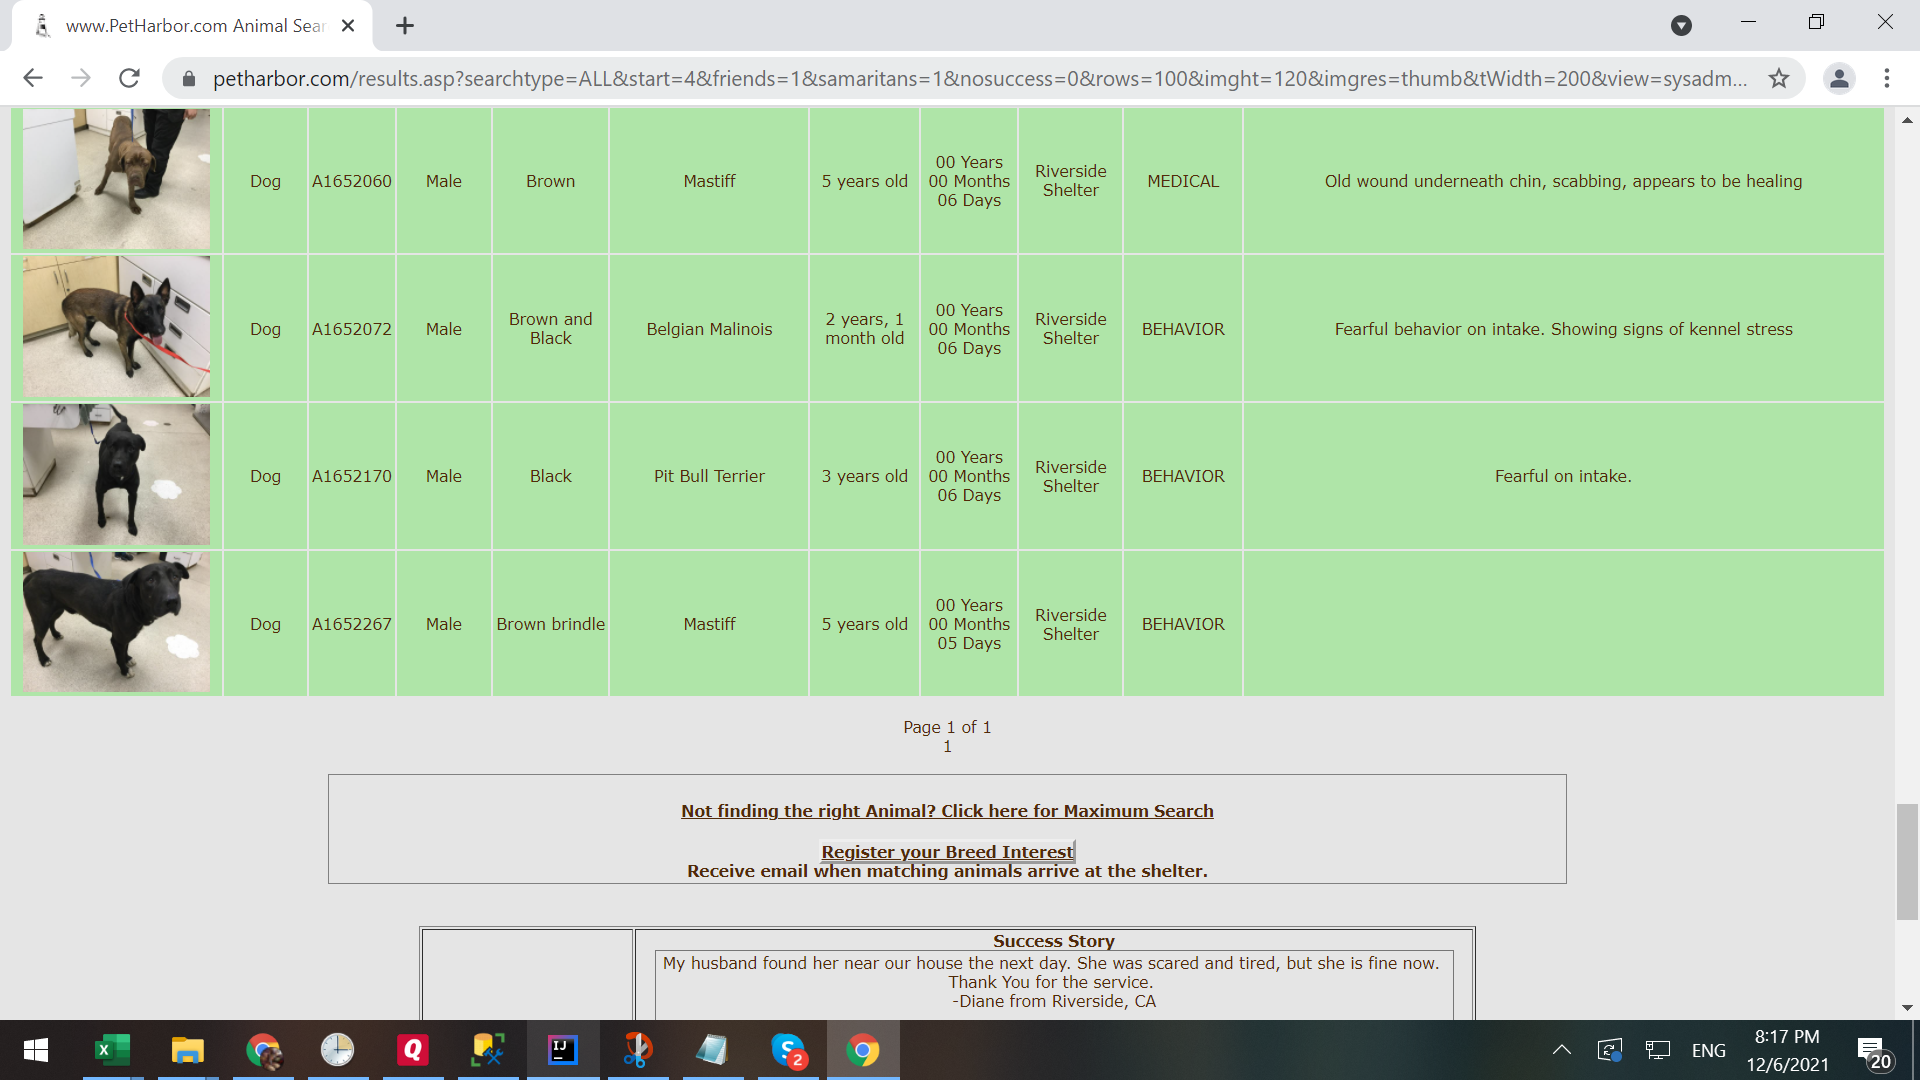 www.PetHarbor.com Animal Sear
petharbor.com/results.asp?searchtype=ALL&start=4&friends=1&samaritans=1&nosuccess=0&rows=100&imght=120&imgres=thumb&tWidth=200&view=sysadm...
Dog A1652060 Male Brown Mastiff 5 years old 00 Years 00 Months 06 Days Riverside Shelter MEDICAL Old wound underneath chin, scabbing, appears to be healing
Dog A1652072 Male Brown and Black Belgian Malinois 2 years, 1 month old 00 Years 00 Months 06 Days Riverside Shelter BEHAVIOR Fearful behavior on intake. Showing signs of kennel stress
Dog A1652170 Male Black Pit Bull Terrier 3 years old 00 Years 00 Months 06 Days Riverside Shelter BEHAVIOR Fearful on intake.
Dog A1652267 Male Brown brindle Mastiff 5 years old 00 Years 00 Months 05 Days Riverside Shelter BEHAVIOR
Page 1 of 1
1
Not finding the right Animal? Click here for Maximum Search
Register your Breed Interest
Receive email when matching animals arrive at the shelter.
Success Story
My husband found her near our house the next day. She was scared and tired, but she is fine now.
Thank You for the service.
-Diane from Riverside, CA
X
Q
IJ
S
2
ENG
8:17 PM
12/6/2021
20